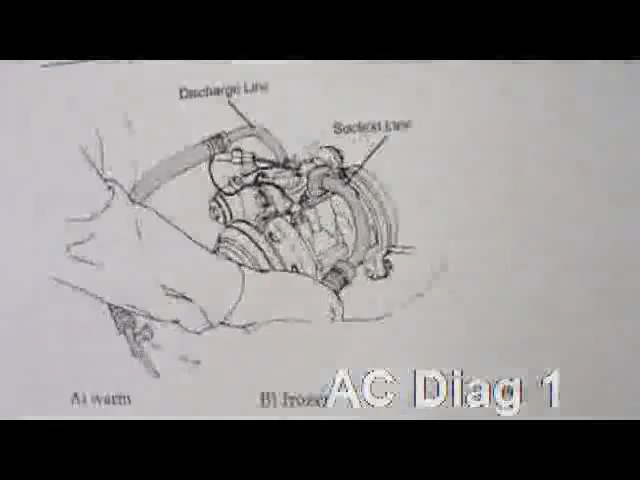 Discharge Line
Suction Line
A) warm
B) frozen
AC Diag 1